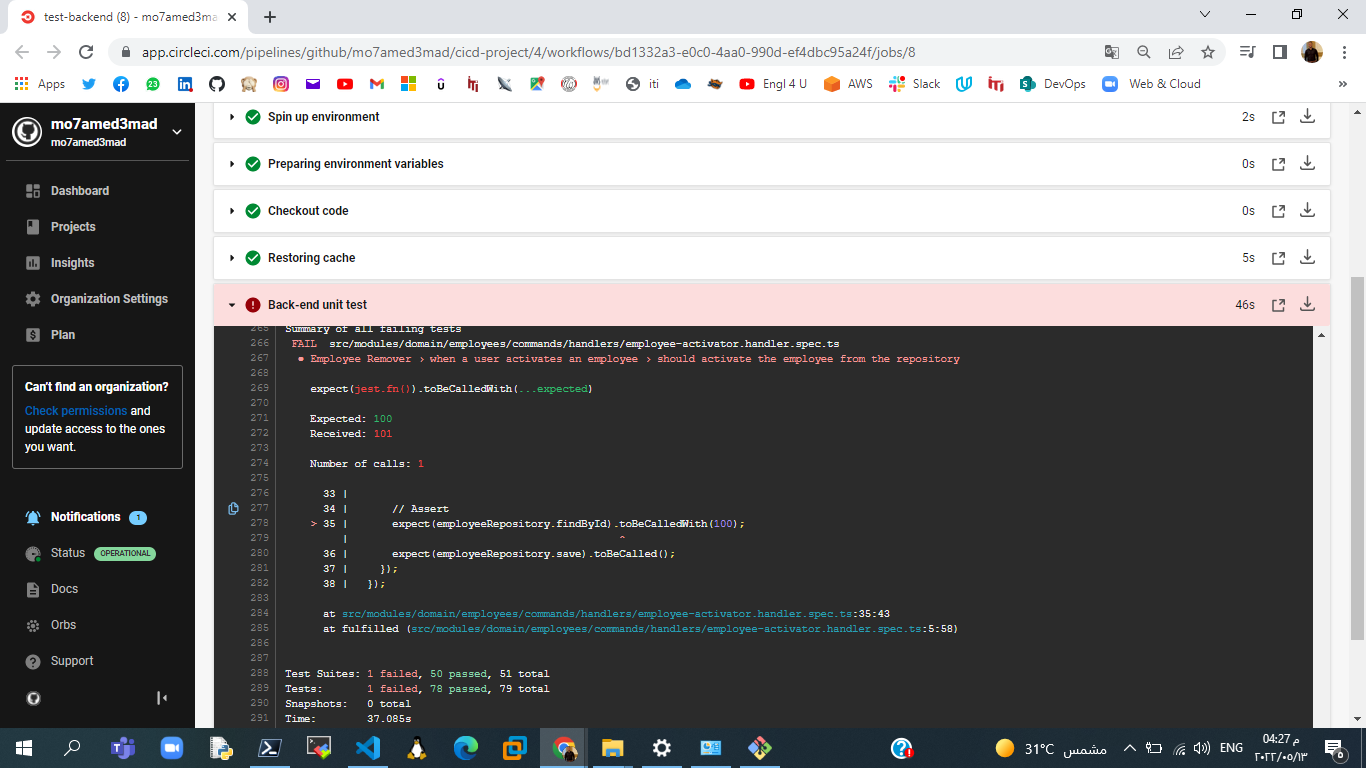 test-backend (8) - mo7amed3ma
app.circleci.com/pipelines/github/mo7amed3mad/cicd-project/4/workflows/bd1332a3-e0c0-4aa0-990d-ef4dbc95a24f/jobs/8
Apps
23
iti
Engl 4 U
AWS
Slack
DevOps
Web & Cloud
»
mo7amed3mad
mo7amed3mad
Dashboard
Projects
Insights
Organization Settings
Plan
Can't find an organization?
Check permissions and
update access to the ones
you want.
Notifications 1
Status OPERATIONAL
Docs
Orbs
Support
Spin up environment 2s
Preparing environment variables 0s
Checkout code 0s
Restoring cache 5s
Back-end unit test 46s
265 Summary of all failing tests
266 FAIL src/modules/domain/employees/commands/handlers/employee-activator.handler.spec.ts
267 ● Employee Remover › when a user activates an employee › should activate the employee from the repository
268
269 expect(jest.fn()).toBeCalledWith(...expected)
270
271 Expected: 100
272 Received: 101
273
274 Number of calls: 1
275
276 33 |
277 34 | // Assert
278 > 35 | expect(employeeRepository.findById).toBeCalledWith(100);
279 | ^
280 36 | expect(employeeRepository.save).toBeCalled();
281 37 | });
282 38 | });
283
284 at src/modules/domain/employees/commands/handlers/employee-activator.handler.spec.ts:35:43
285 at fulfilled (src/modules/domain/employees/commands/handlers/employee-activator.handler.spec.ts:5:58)
286
287
288 Test Suites: 1 failed, 50 passed, 51 total
289 Tests: 1 failed, 78 passed, 79 total
290 Snapshots: 0 total
291 Time: 37.085s
31°C مشمس
ENG
04:27 م
٢٠٢٢/٠٥/١٣